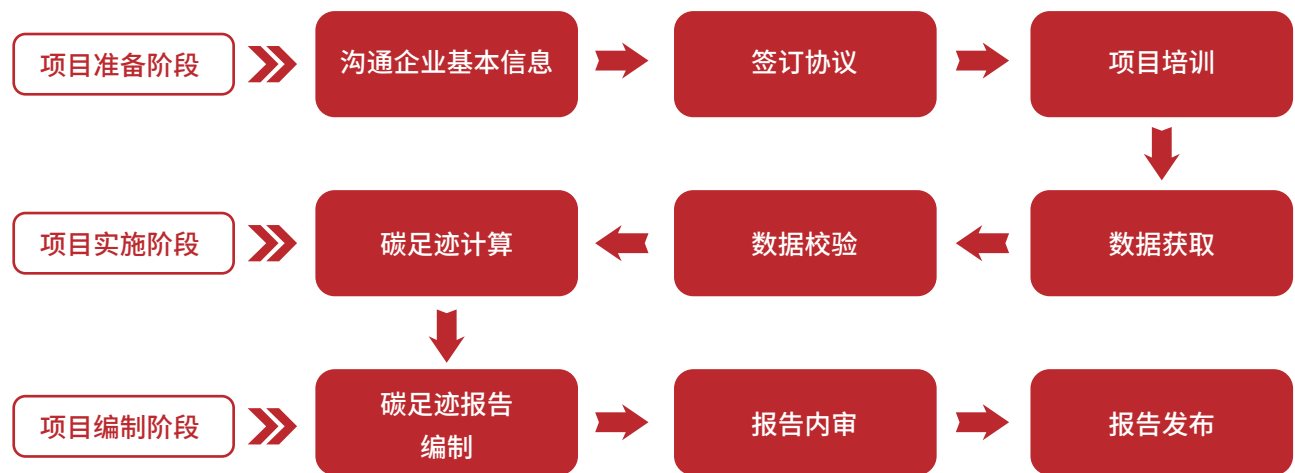 项目准备阶段
沟通企业基本信息
签订协议
项目培训
项目实施阶段
碳足迹计算
数据校验
数据获取
项目编制阶段
碳足迹报告
编制
报告内审
报告发布